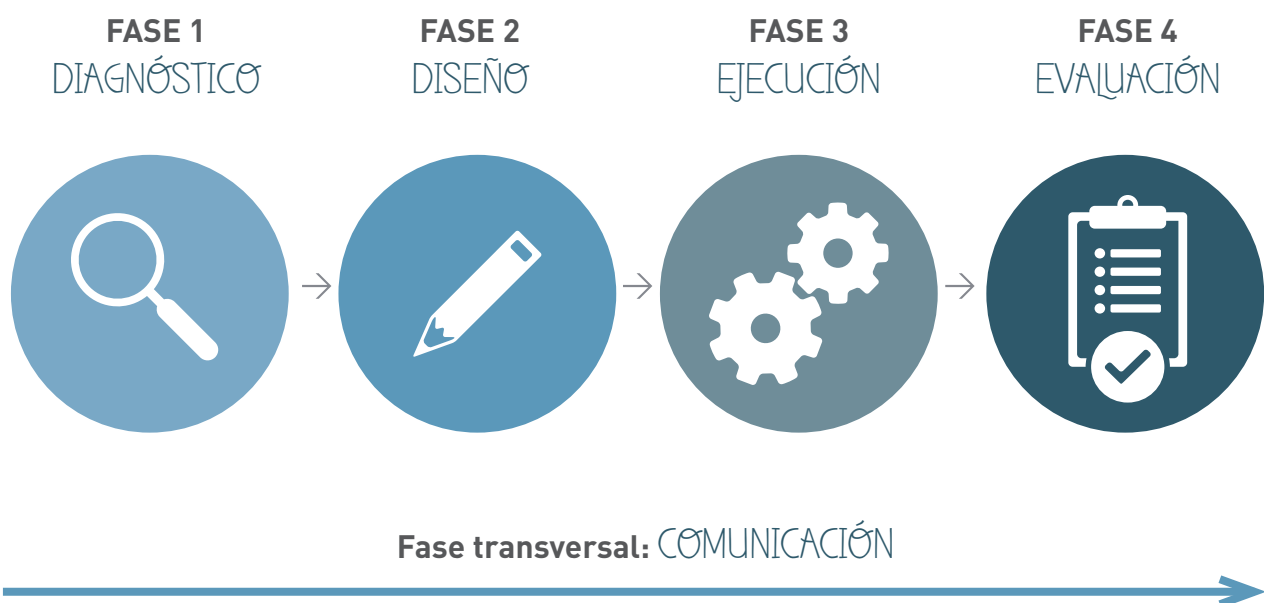 FASE 1
DIAGNÓSTICO
FASE 2
DISEÑO
FASE 3
EJECUCIÓN
FASE 4
EVALUACIÓN
Fase transversal: COMUNICACIÓN